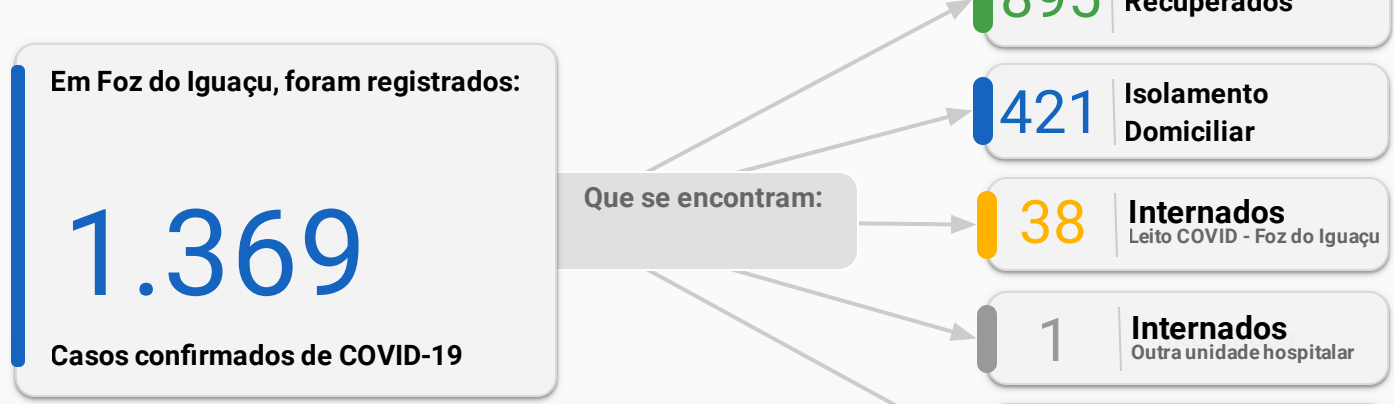 895 Recuperados
Em Foz do Iguaçu, foram registrados:
1.369
Casos confirmados de COVID-19
Que se encontram:
421
Isolamento
Domiciliar
38
Internados
Leito COVID - Foz do Iguaçu
1
Internados
Outra unidade hospitalar